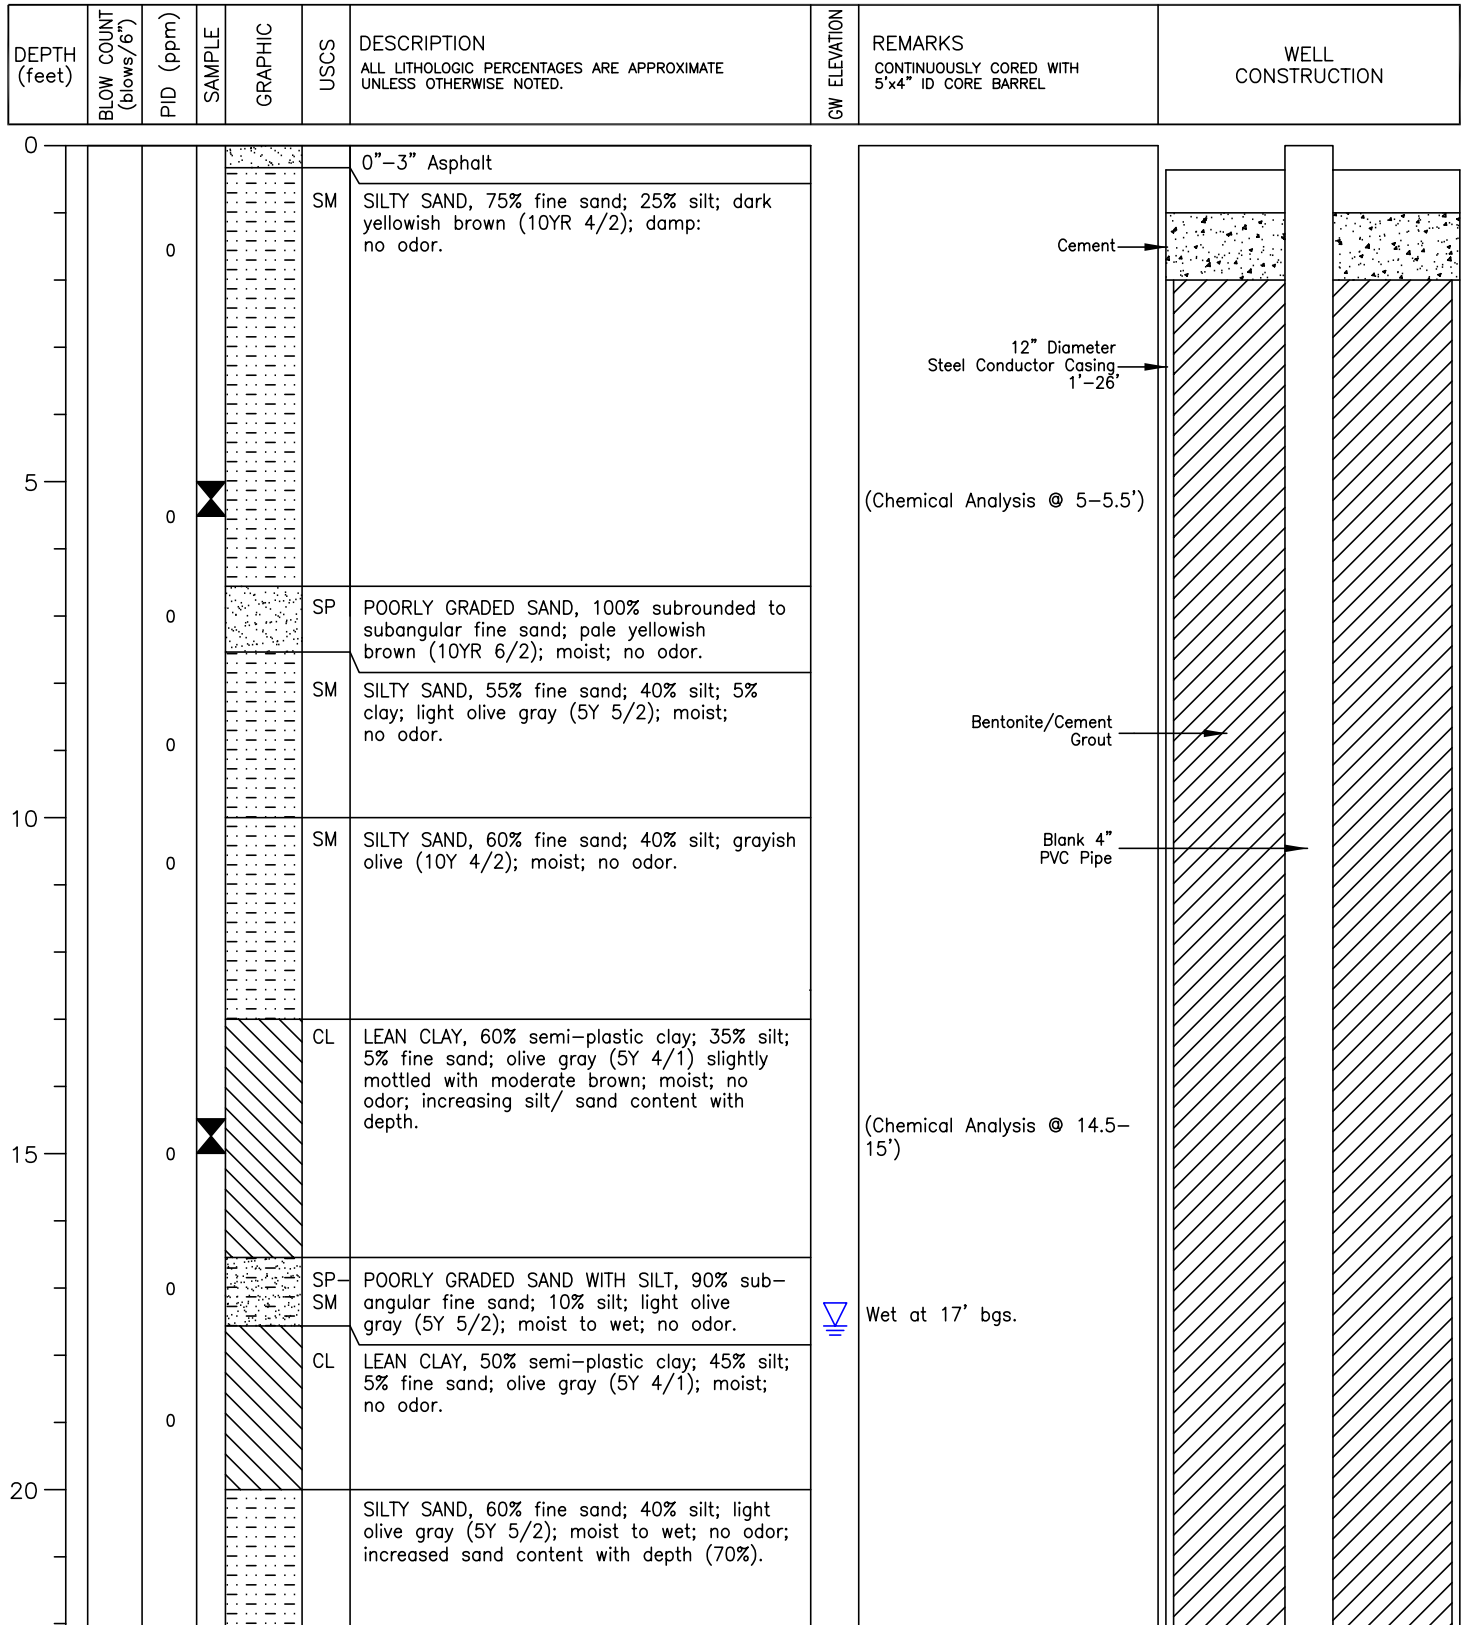 DEPTH
(feet)
BLOW COUNT
(blows/6")
PID (ppm)
SAMPLE
GRAPHIC
USCS
DESCRIPTION
ALL LITHOLOGIC PERCENTAGES ARE APPROXIMATE
UNLESS OTHERWISE NOTED.
GW ELEVATION
REMARKS
CONTINUOUSLY CORED WITH
5'x4" ID CORE BARREL
WELL
CONSTRUCTION
0
0"-3" Asphalt
SM
SILTY SAND, 75% fine sand; 25% silt; dark
yellowish brown (10YR 4/2); damp:
no odor.
0
Cement
12" Diameter
Steel Conductor Casing
1'-26'
5
0
(Chemical Analysis @ 5-5.5')
0
SP
POORLY GRADED SAND, 100% subrounded to
subangular fine sand; pale yellowish
brown (10YR 6/2); moist; no odor.
SM
SILTY SAND, 55% fine sand; 40% silt; 5%
clay; light olive gray (5Y 5/2); moist;
no odor.
0
Bentonite/Cement
Grout
10
SM
SILTY SAND, 60% fine sand; 40% silt; grayish
olive (10Y 4/2); moist; no odor.
0
Blank 4"
PVC Pipe
CL
LEAN CLAY, 60% semi-plastic clay; 35% silt;
5% fine sand; olive gray (5Y 4/1) slightly
mottled with moderate brown; moist; no
odor; increasing silt/ sand content with
depth.
(Chemical Analysis @ 14.5-
15')
15
0
0
SP-
SM
POORLY GRADED SAND WITH SILT, 90% sub-
angular fine sand; 10% silt; light olive
gray (5Y 5/2); moist to wet; no odor.
Wet at 17' bgs.
CL
LEAN CLAY, 50% semi-plastic clay; 45% silt;
5% fine sand; olive gray (5Y 4/1); moist;
no odor.
0
20
SILTY SAND, 60% fine sand; 40% silt; light
olive gray (5Y 5/2); moist to wet; no odor;
increased sand content with depth (70%).